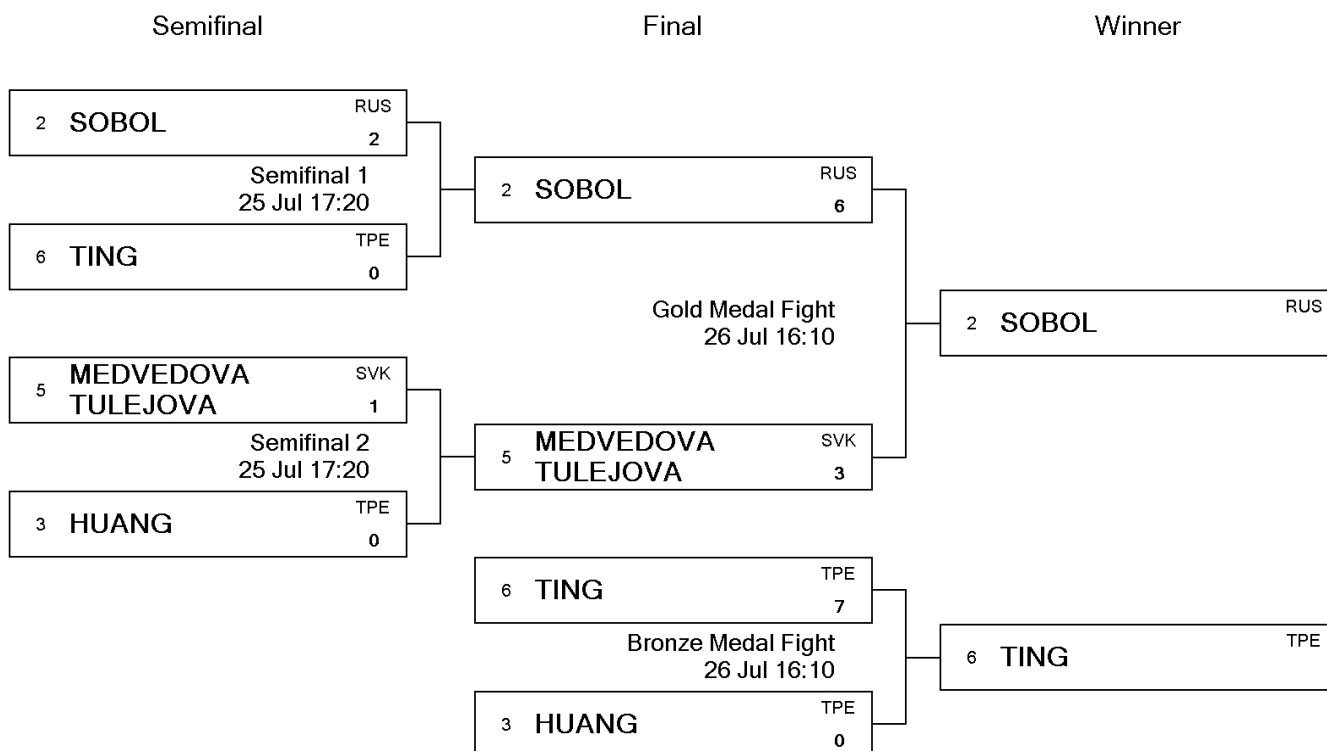 Semifinal Final Winner
2 SOBOL RUS
2
Semifinal 1
25 Jul 17:20
6 TING TPE
0
5 MEDVEDOVA SVK
TULEJOVA 1
Semifinal 2
25 Jul 17:20
3 HUANG TPE
0
2 SOBOL RUS
6
Gold Medal Fight
26 Jul 16:10
5 MEDVEDOVA SVK
TULEJOVA 3
6 TING TPE
7
Bronze Medal Fight
26 Jul 16:10
3 HUANG TPE
0
2 SOBOL RUS
6 TING TPE